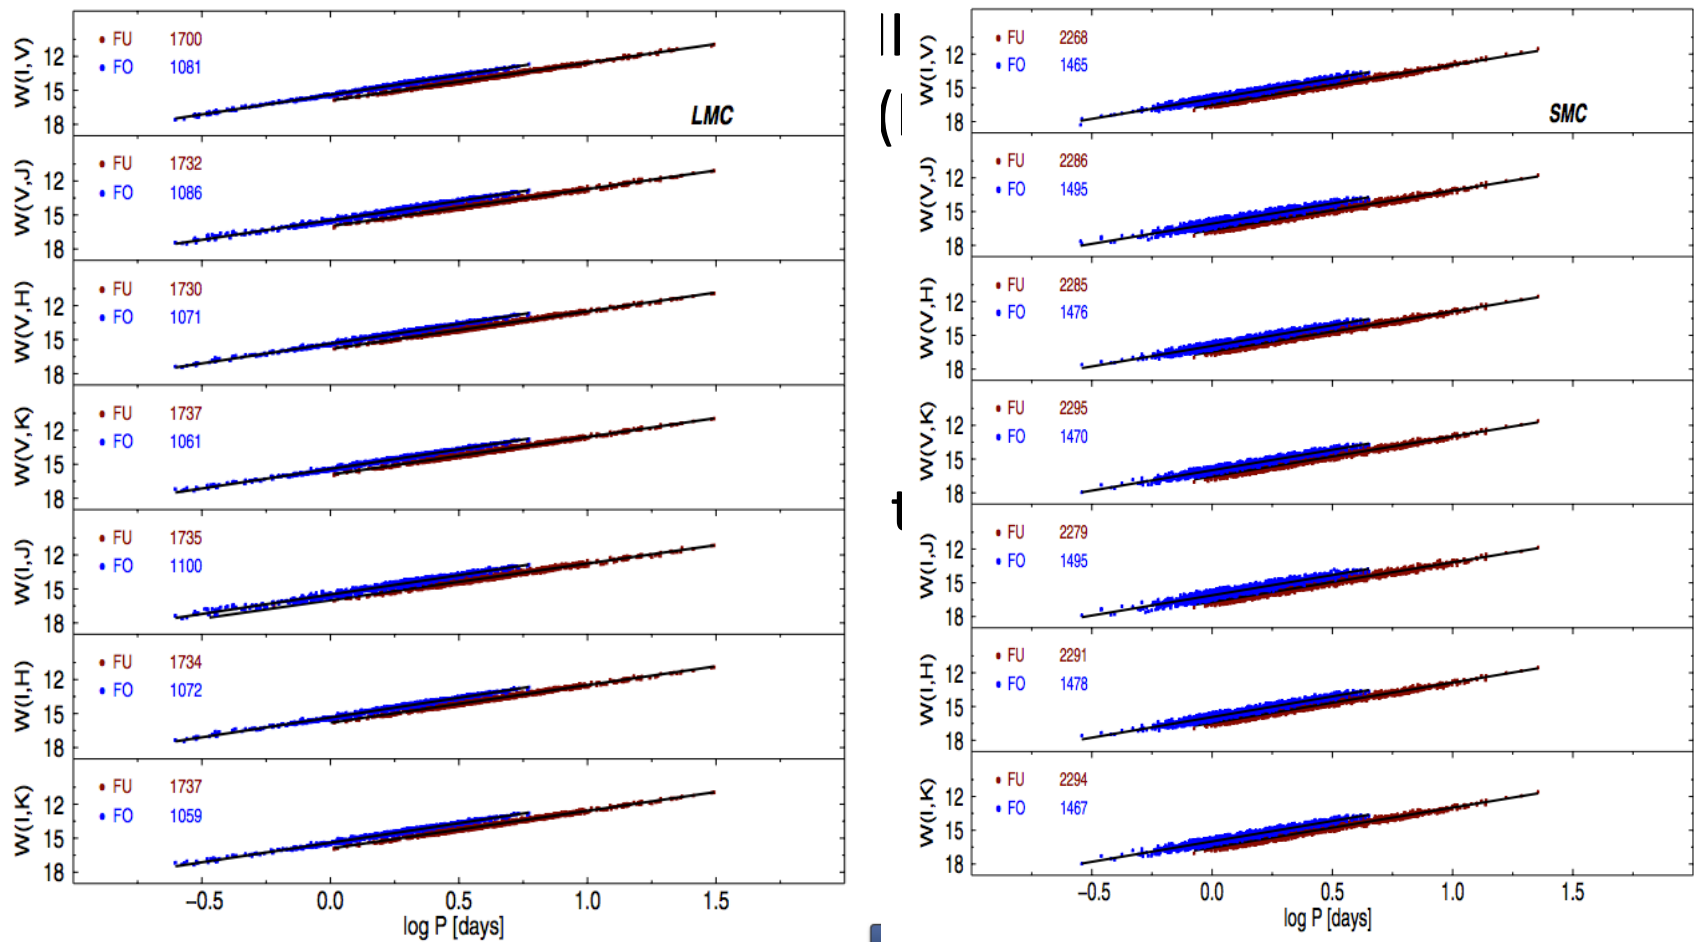 W(I,V)
12
15
18
FU 1700
FO 1081
LMC
W(V,J)
12
15
18
FU 1732
FO 1086
W(V,H)
12
15
18
FU 1730
FO 1071
W(V,K)
12
15
18
FU 1737
FO 1061
W(I,J)
12
15
18
FU 1735
FO 1100
W(I,H)
12
15
18
FU 1734
FO 1072
W(I,K)
12
15
18
FU 1737
FO 1059
−0.5 0.0 0.5 1.0 1.5
log P [days]
(
t
W(I,V)
12
15
18
FU 2268
FO 1465
SMC
W(V,J)
12
15
18
FU 2286
FO 1495
W(V,H)
12
15
18
FU 2285
FO 1476
W(V,K)
12
15
18
FU 2295
FO 1470
W(I,J)
12
15
18
FU 2279
FO 1495
W(I,H)
12
15
18
FU 2291
FO 1478
W(I,K)
12
15
18
FU 2294
FO 1467
−0.5 0.0 0.5 1.0 1.5
log P [days]